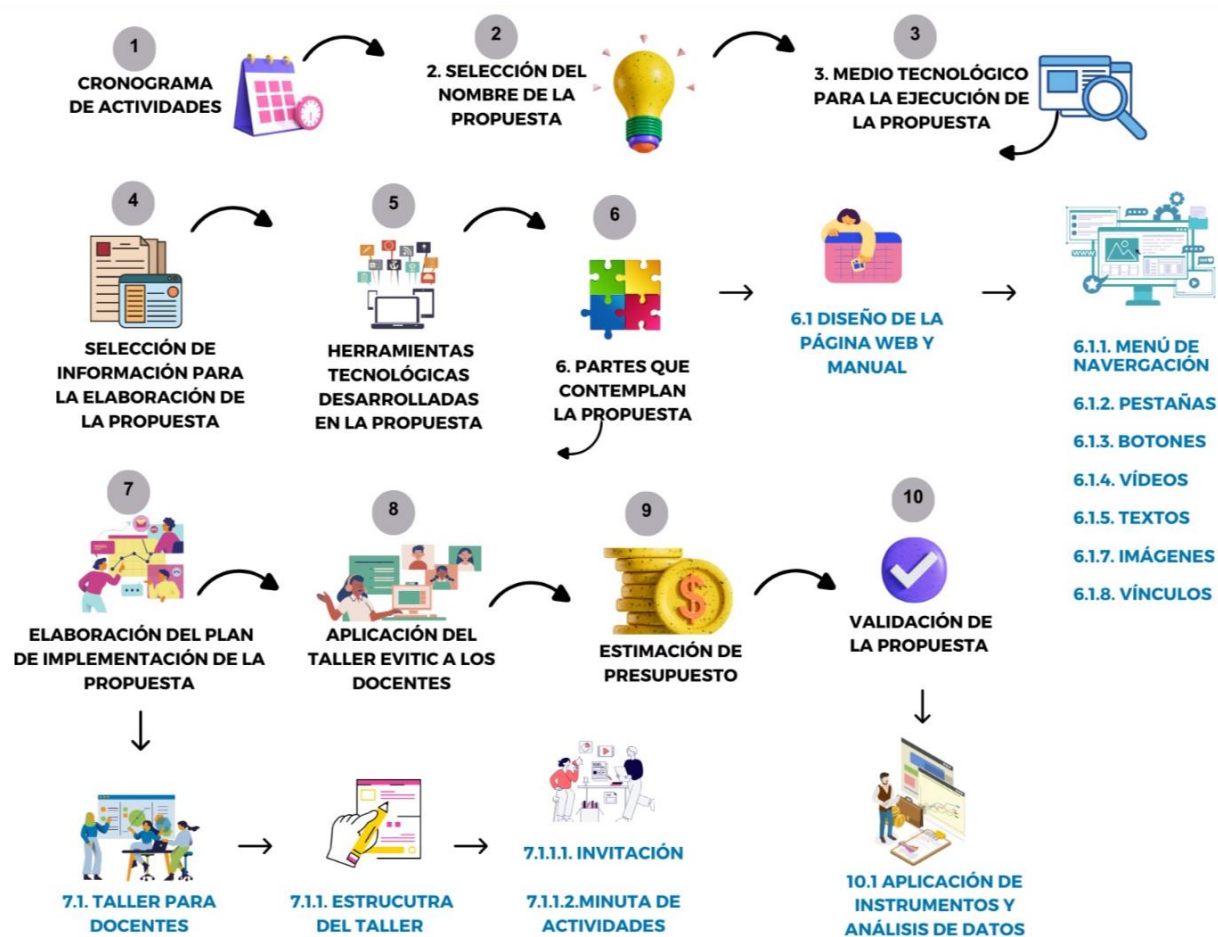 1
CRONOGRAMA
DE ACTIVIDADES
2
2. SELECCIÓN DEL
NOMBRE DE LA
PROPUESTA
3
3. MEDIO TECNOLÓGICO
PARA LA EJECUCIÓN DE
LA PROPUESTA
4
SELECCIÓN DE
INFORMACIÓN PARA
LA ELABORACIÓN DE
LA PROPUESTA
5
HERRAMIENTAS
TECNOLÓGICAS
DESARROLLADAS
EN LA PROPUESTA
6
6. PARTES QUE
CONTEMPLAN
LA PROPUESTA
6.1 DISEÑO DE LA
PÁGINA WEB Y
MANUAL
6.1.1. MENÚ DE
NAVERGACIÓN
6.1.2. PESTAÑAS
6.1.3. BOTONES
6.1.4. VÍDEOS
6.1.5. TEXTOS
6.1.7. IMÁGENES
6.1.8. VÍNCULOS
7
ELABORACIÓN DEL PLAN
DE IMPLEMENTACIÓN DE LA
PROPUESTA
8
APLICACIÓN DEL
TALLER EVITIC A LOS
DOCENTES
9
$
ESTIMACIÓN DE
PRESUPUESTO
10
VALIDACIÓN DE
LA PROPUESTA
7.1. TALLER PARA
DOCENTES
7.1.1. ESTRUCUTRA
DEL TALLER
7.1.1.1. INVITACIÓN
7.1.1.2.MINUTA DE
ACTIVIDADES
10.1 APLICACIÓN DE
INSTRUMENTOS Y
ANÁLISIS DE DATOS